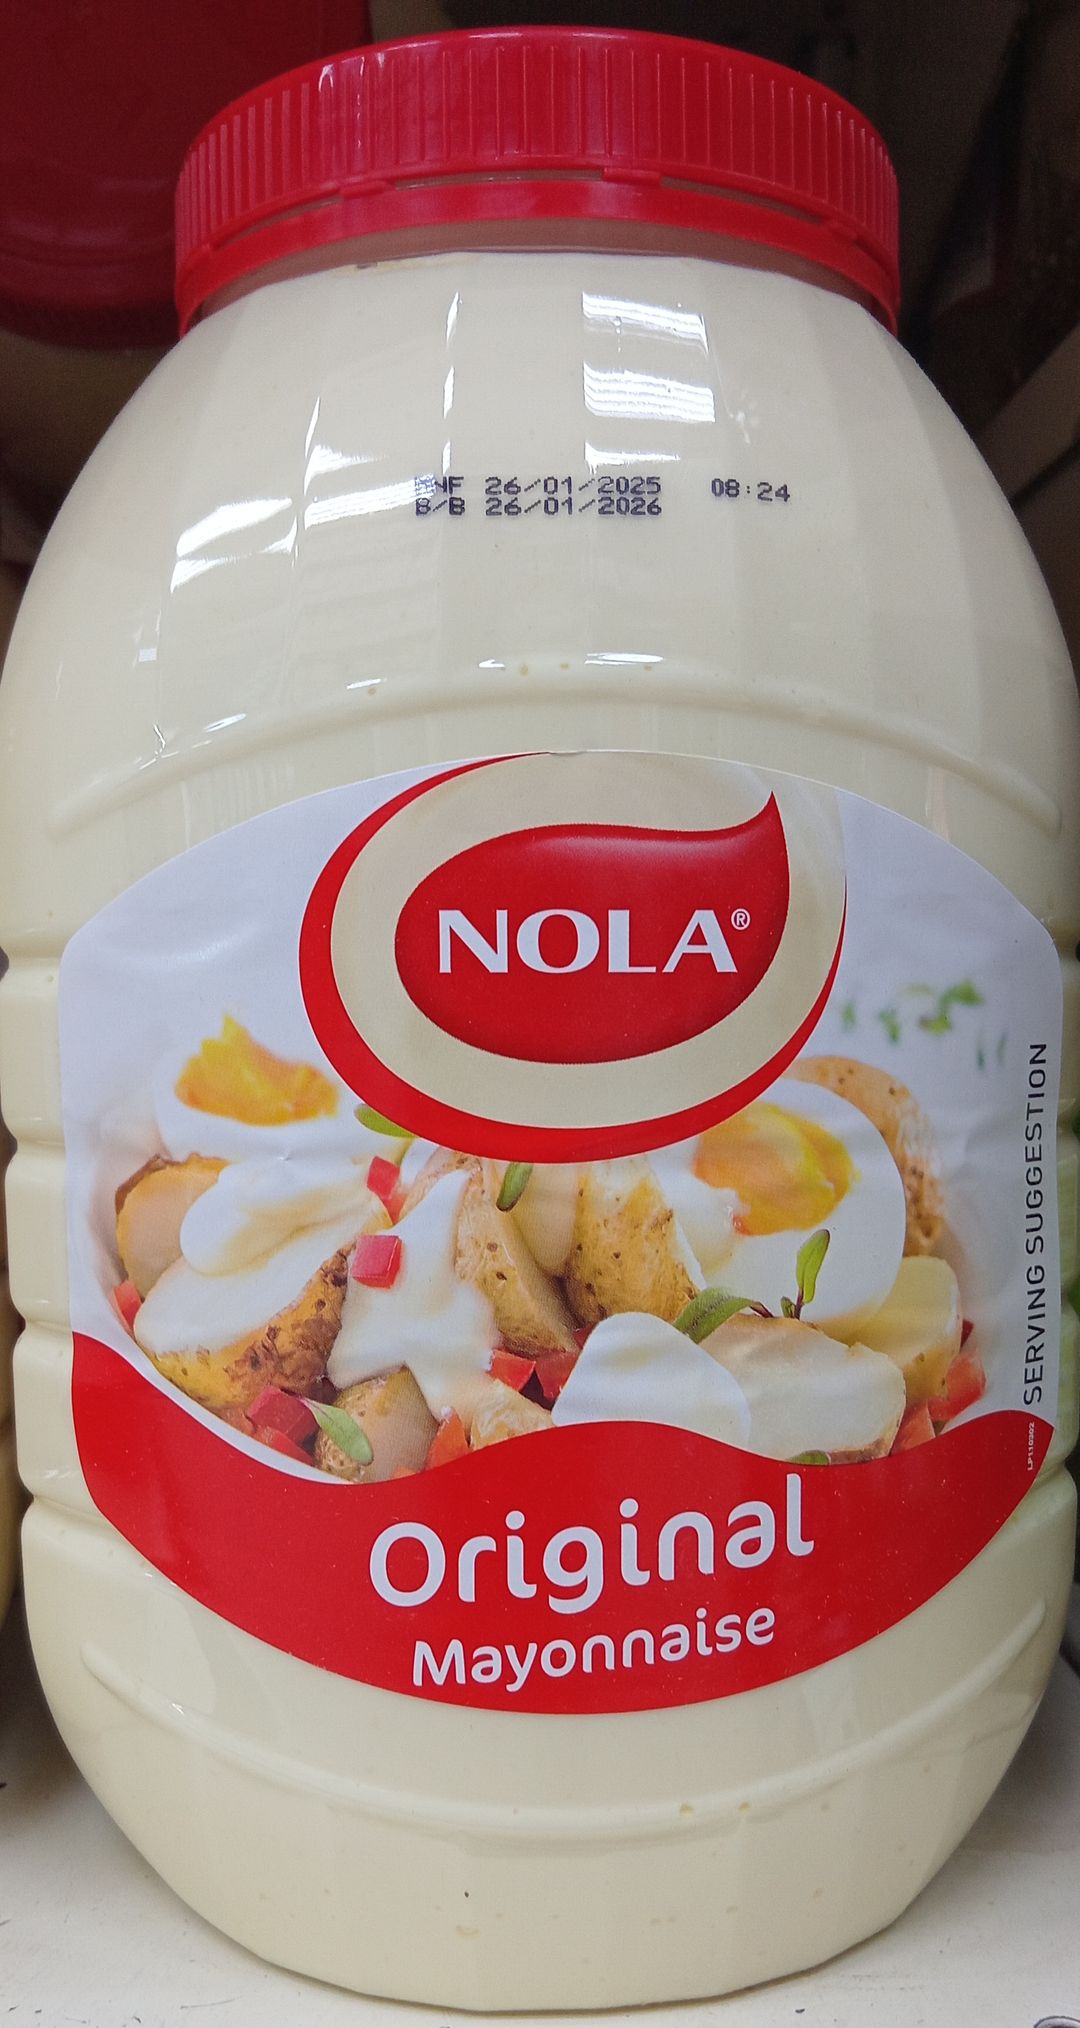 MNF 26/01/2025 08:24
B/B 26/01/2026
NOLA®
SERVING SUGGESTION
Original
Mayonnaise